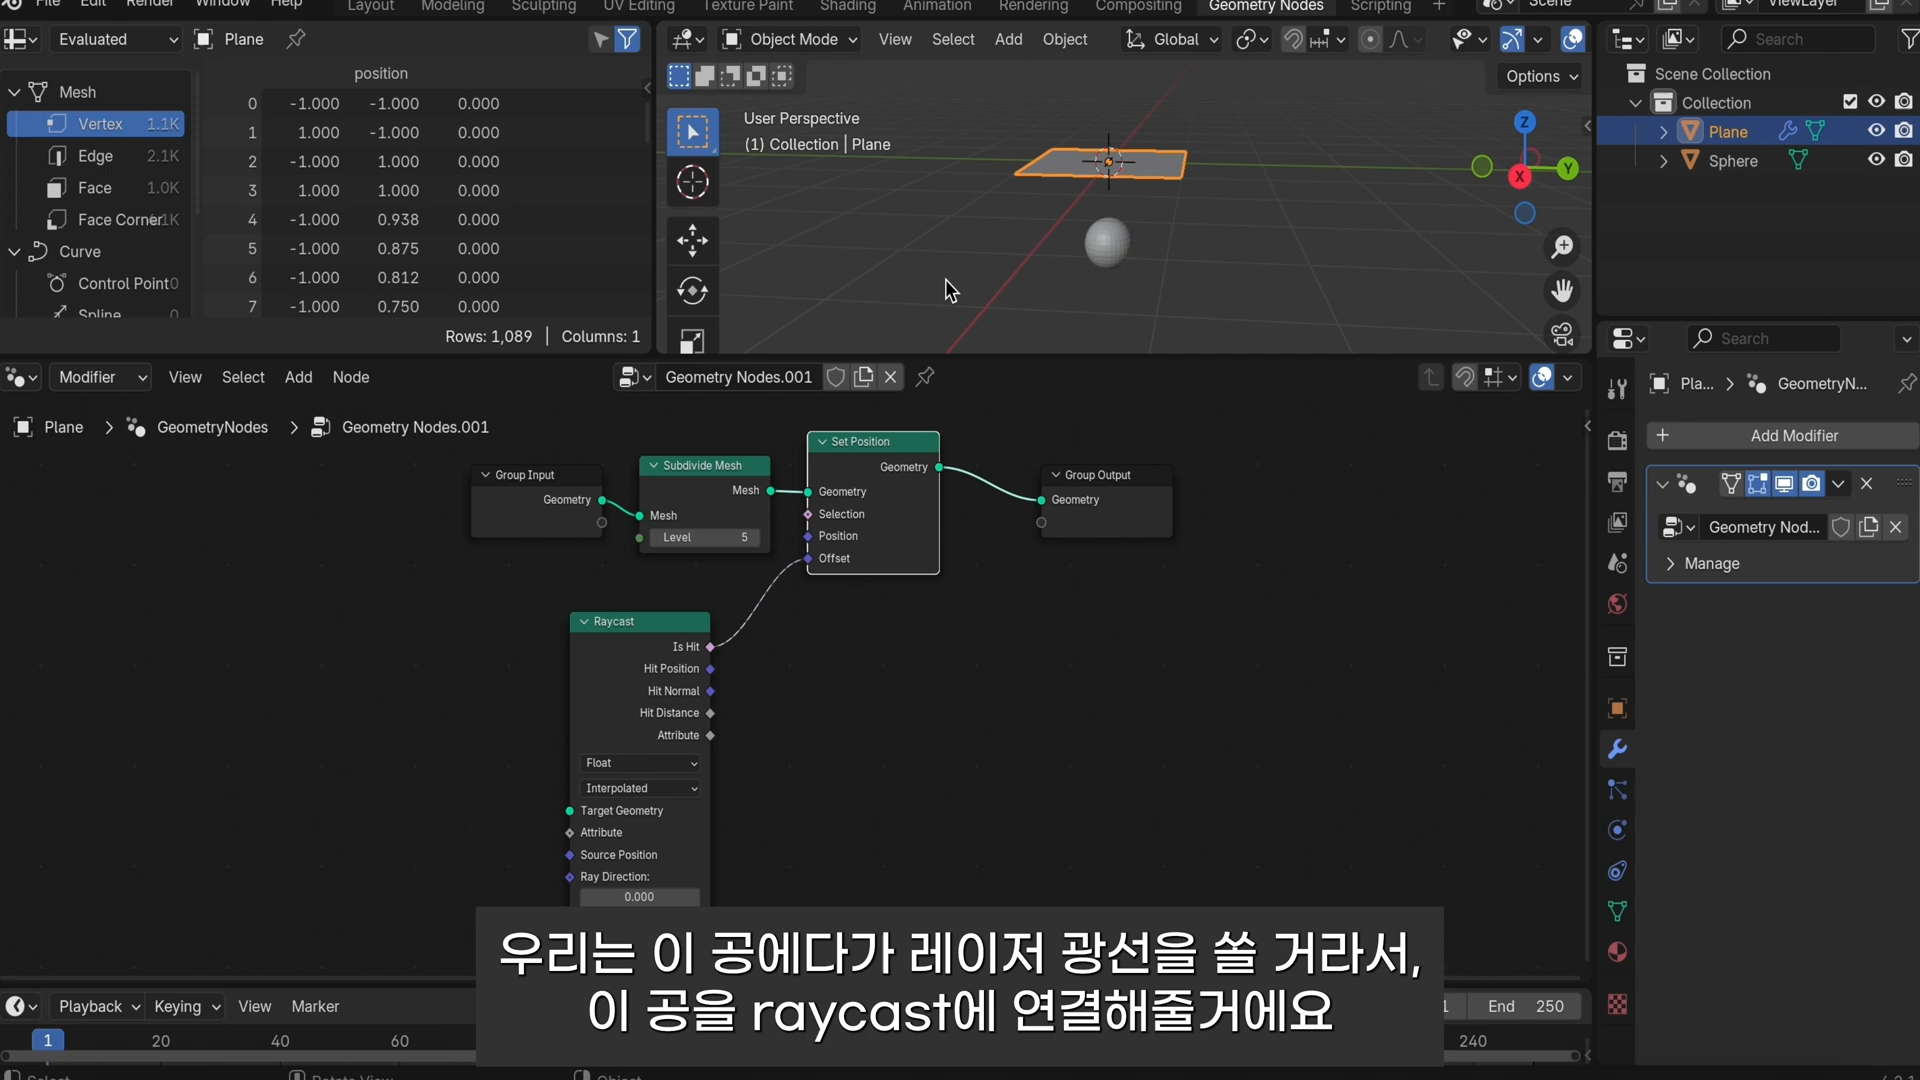 File Edit Render Window Help Layout Modeling Sculpting UV Editing Texture Paint Shading Animation Rendering Compositing Geometry Nodes Scripting + Scene ViewLayer
Evaluated Plane
position
Mesh
Vertex 1.1K
Edge 2.1K
Face 1.0K
Face Corner
Curve
Control Point 0
Spline 0
0 -1.000 -1.000 0.000
1 1.000 -1.000 0.000
2 -1.000 1.000 0.000
3 1.000 1.000 0.000
4 -1.000 0.938 0.000
5 -1.000 0.875 0.000
6 -1.000 0.812 0.000
7 -1.000 0.750 0.000
Rows: 1,089 | Columns: 1
Object Mode View Select Add Object Global
Options
User Perspective
(1) Collection | Plane
Z
Y
X
Search
Scene Collection
Collection
Plane
Sphere
Modifier View Select Add Node Geometry Nodes.001
Plane > GeometryNodes > Geometry Nodes.001
Group Input
Geometry
Subdivide Mesh
Mesh
Mesh
Level 5
Set Position
Geometry
Geometry
Selection
Position
Offset
Group Output
Geometry
Raycast
Is Hit
Hit Position
Hit Normal
Hit Distance
Attribute
Float
Interpolated
Target Geometry
Attribute
Source Position
Ray Direction:
0.000
Search
Pla... > GeometryN...
+ Add Modifier
Geometry Nod...
Manage
우리는 이 공에다가 레이저 광선을 쏠 거라서,
이 공을 raycast에 연결해줄거에요
Playback Keying View Marker
1 End 250
1 20 40 60 240
Select Rotate View Object